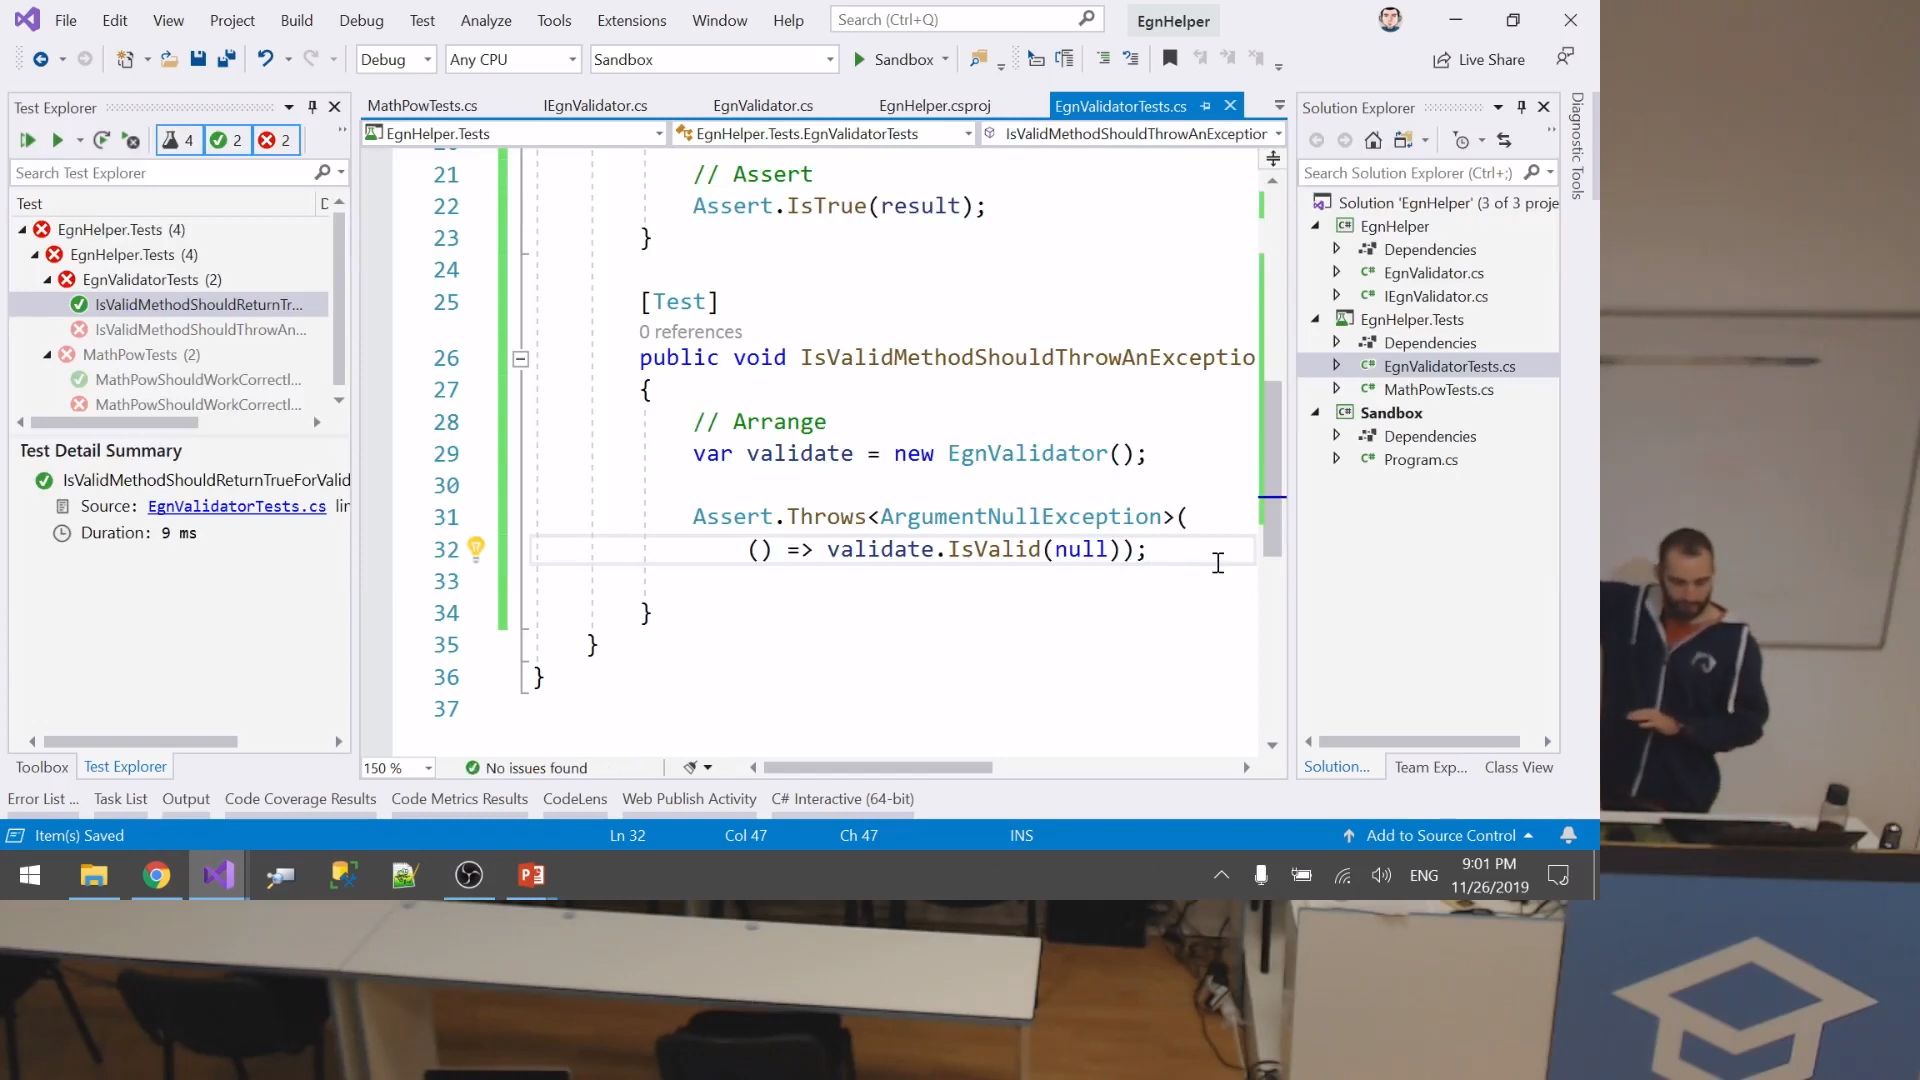 File Edit View Project Build Debug Test Analyze Tools Extensions Window Help Search (Ctrl+Q) EgnHelper
Debug Any CPU Sandbox Sandbox Live Share
Test Explorer
4 2 2
Search Test Explorer
Test
EgnHelper.Tests (4)
EgnHelper.Tests (4)
EgnValidatorTests (2)
IsValidMethodShouldReturnTr...
IsValidMethodShouldThrowAn...
MathPowTests (2)
MathPowShouldWorkCorrectl...
MathPowShouldWorkCorrectl...
Test Detail Summary
IsValidMethodShouldReturnTrueForValid
Source: EgnValidatorTests.cs
Duration: 9 ms
Toolbox Test Explorer
MathPowTests.cs IEgnValidator.cs EgnValidator.cs EgnHelper.csproj EgnValidatorTests.cs
EgnHelper.Tests EgnHelper.Tests.EgnValidatorTests IsValidMethodShouldThrowAnException
21 // Assert
22 Assert.IsTrue(result);
23 }
24
25 [Test]
0 references
26 public void IsValidMethodShouldThrowAnExceptio
27 {
28 // Arrange
29 var validate = new EgnValidator();
30
31 Assert.Throws<ArgumentNullException>(
32 () => validate.IsValid(null));
33
34 }
35 }
36 }
37
150 % No issues found
Solution Explorer
Search Solution Explorer (Ctrl+;)
Solution 'EgnHelper' (3 of 3 proje
C# EgnHelper
Dependencies
C# EgnValidator.cs
C# IEgnValidator.cs
EgnHelper.Tests
Dependencies
C# EgnValidatorTests.cs
C# MathPowTests.cs
C# Sandbox
Dependencies
C# Program.cs
Solution... Team Exp... Class View
Diagnostic Tools
Error List ... Task List Output Code Coverage Results Code Metrics Results CodeLens Web Publish Activity C# Interactive (64-bit)
Item(s) Saved Ln 32 Col 47 Ch 47 INS Add to Source Control
ENG 9:01 PM
11/26/2019